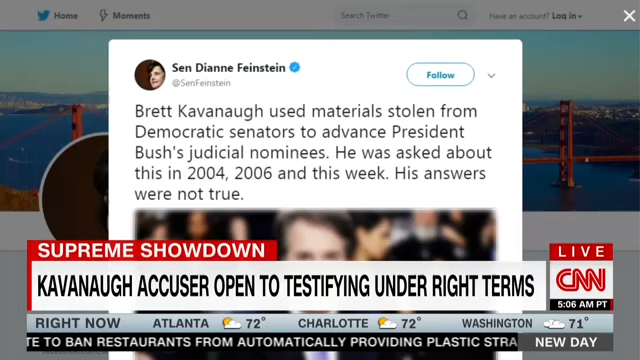 Home
Moments
Search Twitter
Have an account? Log in
Sen Dianne Feinstein
@SenFeinstein
Follow
Brett Kavanaugh used materials stolen from
Democratic senators to advance President
Bush's judicial nominees. He was asked about
this in 2004, 2006 and this week. His answers
were not true.
SUPREME SHOWDOWN
LIVE
KAVANAUGH ACCUSER OPEN TO TESTIFYING UNDER RIGHT TERMS
CNN
5:06 AM PT
RIGHT NOW ATLANTA 72° CHARLOTTE 72° WASHINGTON 71°
TE TO BAN RESTAURANTS FROM AUTOMATICALLY PROVIDING PLASTIC STRA
NEW DAY